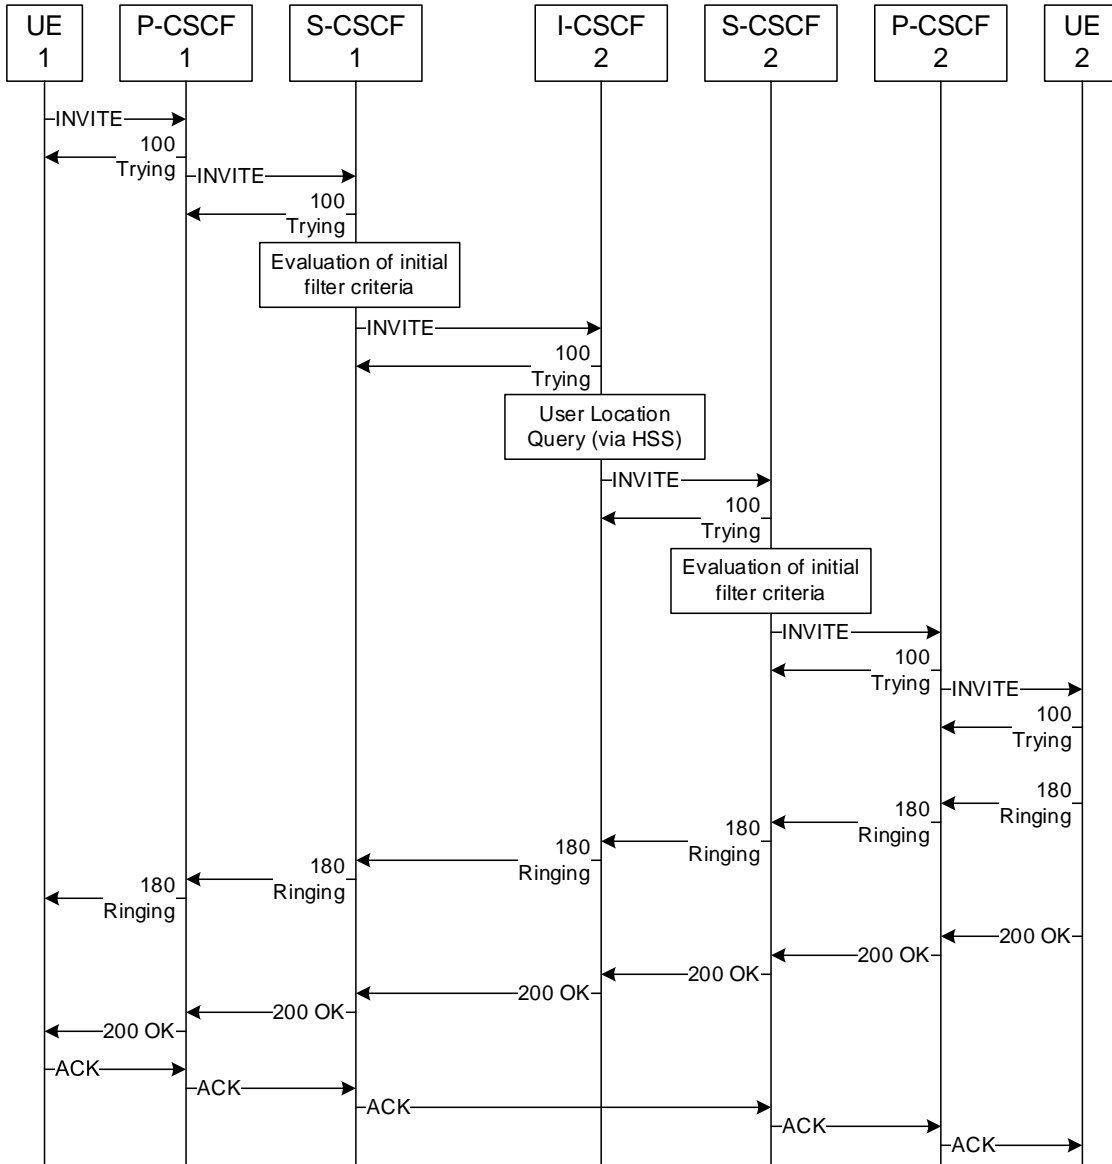 UE
1
P-CSCF
1
S-CSCF
1
I-CSCF
2
S-CSCF
2
P-CSCF
2
UE
2
INVITE
100
Trying
INVITE
100
Trying
Evaluation of initial
filter criteria
INVITE
100
Trying
User Location
Query (via HSS)
INVITE
100
Trying
Evaluation of initial
filter criteria
INVITE
100
Trying
INVITE
100
Trying
180
Ringing
180
Ringing
180
Ringing
180
Ringing
180
Ringing
180
Ringing
200 OK
200 OK
200 OK
200 OK
200 OK
200 OK
ACK
ACK
ACK
ACK
ACK